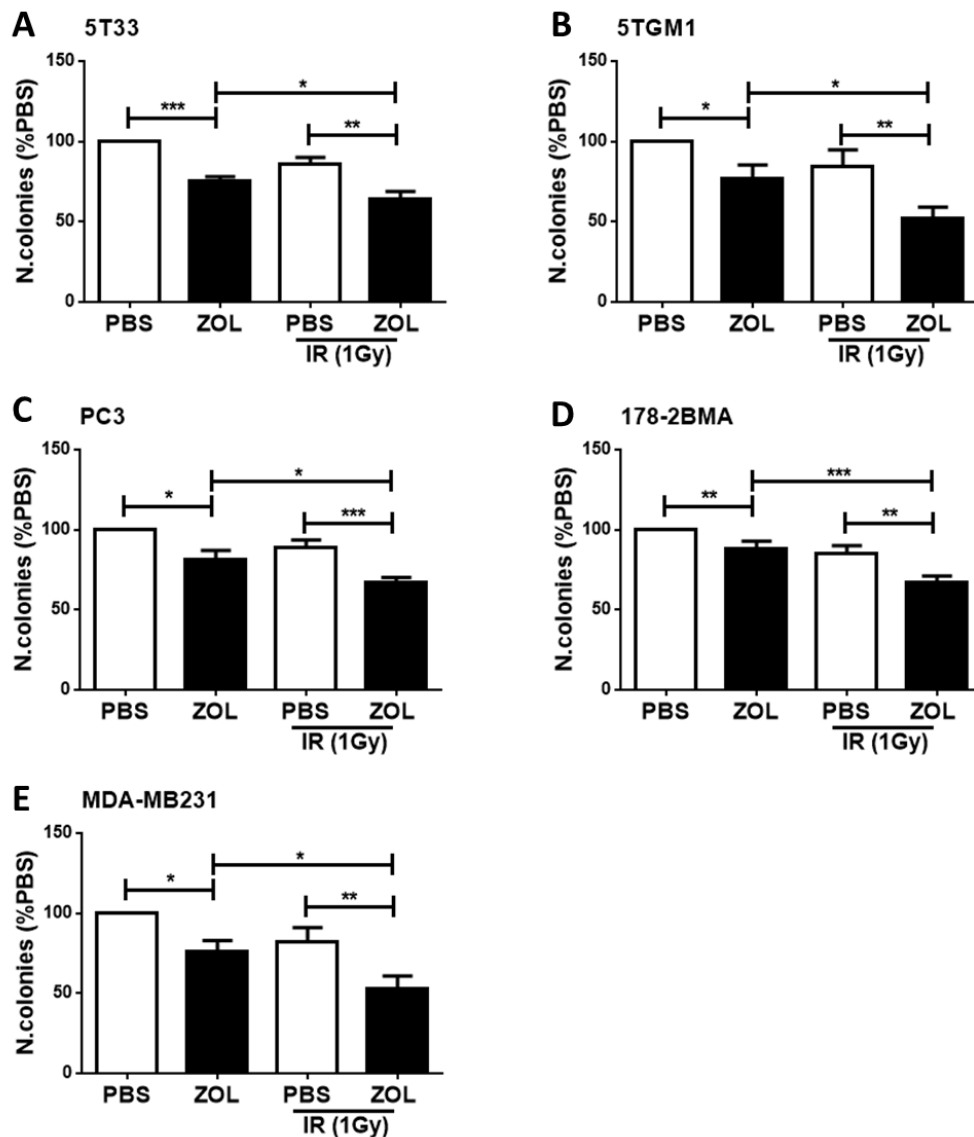 A
5T33
N.colonies (%PBS)
150
100
50
0
***
*
**
PBS ZOL PBS ZOL
IR (1Gy)
B
5TGM1
N.colonies (%PBS)
150
100
50
0
*
*
**
PBS ZOL PBS ZOL
IR (1Gy)
C
PC3
N.colonies (%PBS)
150
100
50
0
*
*
***
PBS ZOL PBS ZOL
IR (1Gy)
D
178-2BMA
N.colonies (%PBS)
150
100
50
0
**
***
**
PBS ZOL PBS ZOL
IR (1Gy)
E
MDA-MB231
N.colonies (%PBS)
150
100
50
0
*
*
**
PBS ZOL PBS ZOL
IR (1Gy)